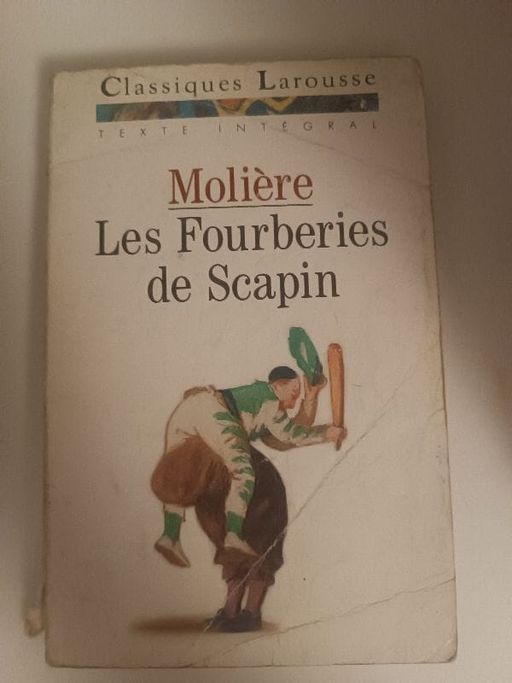 Classiques Larousse
TEXTE INTÉGRAL
Molière
Les Fourberies
de Scapin